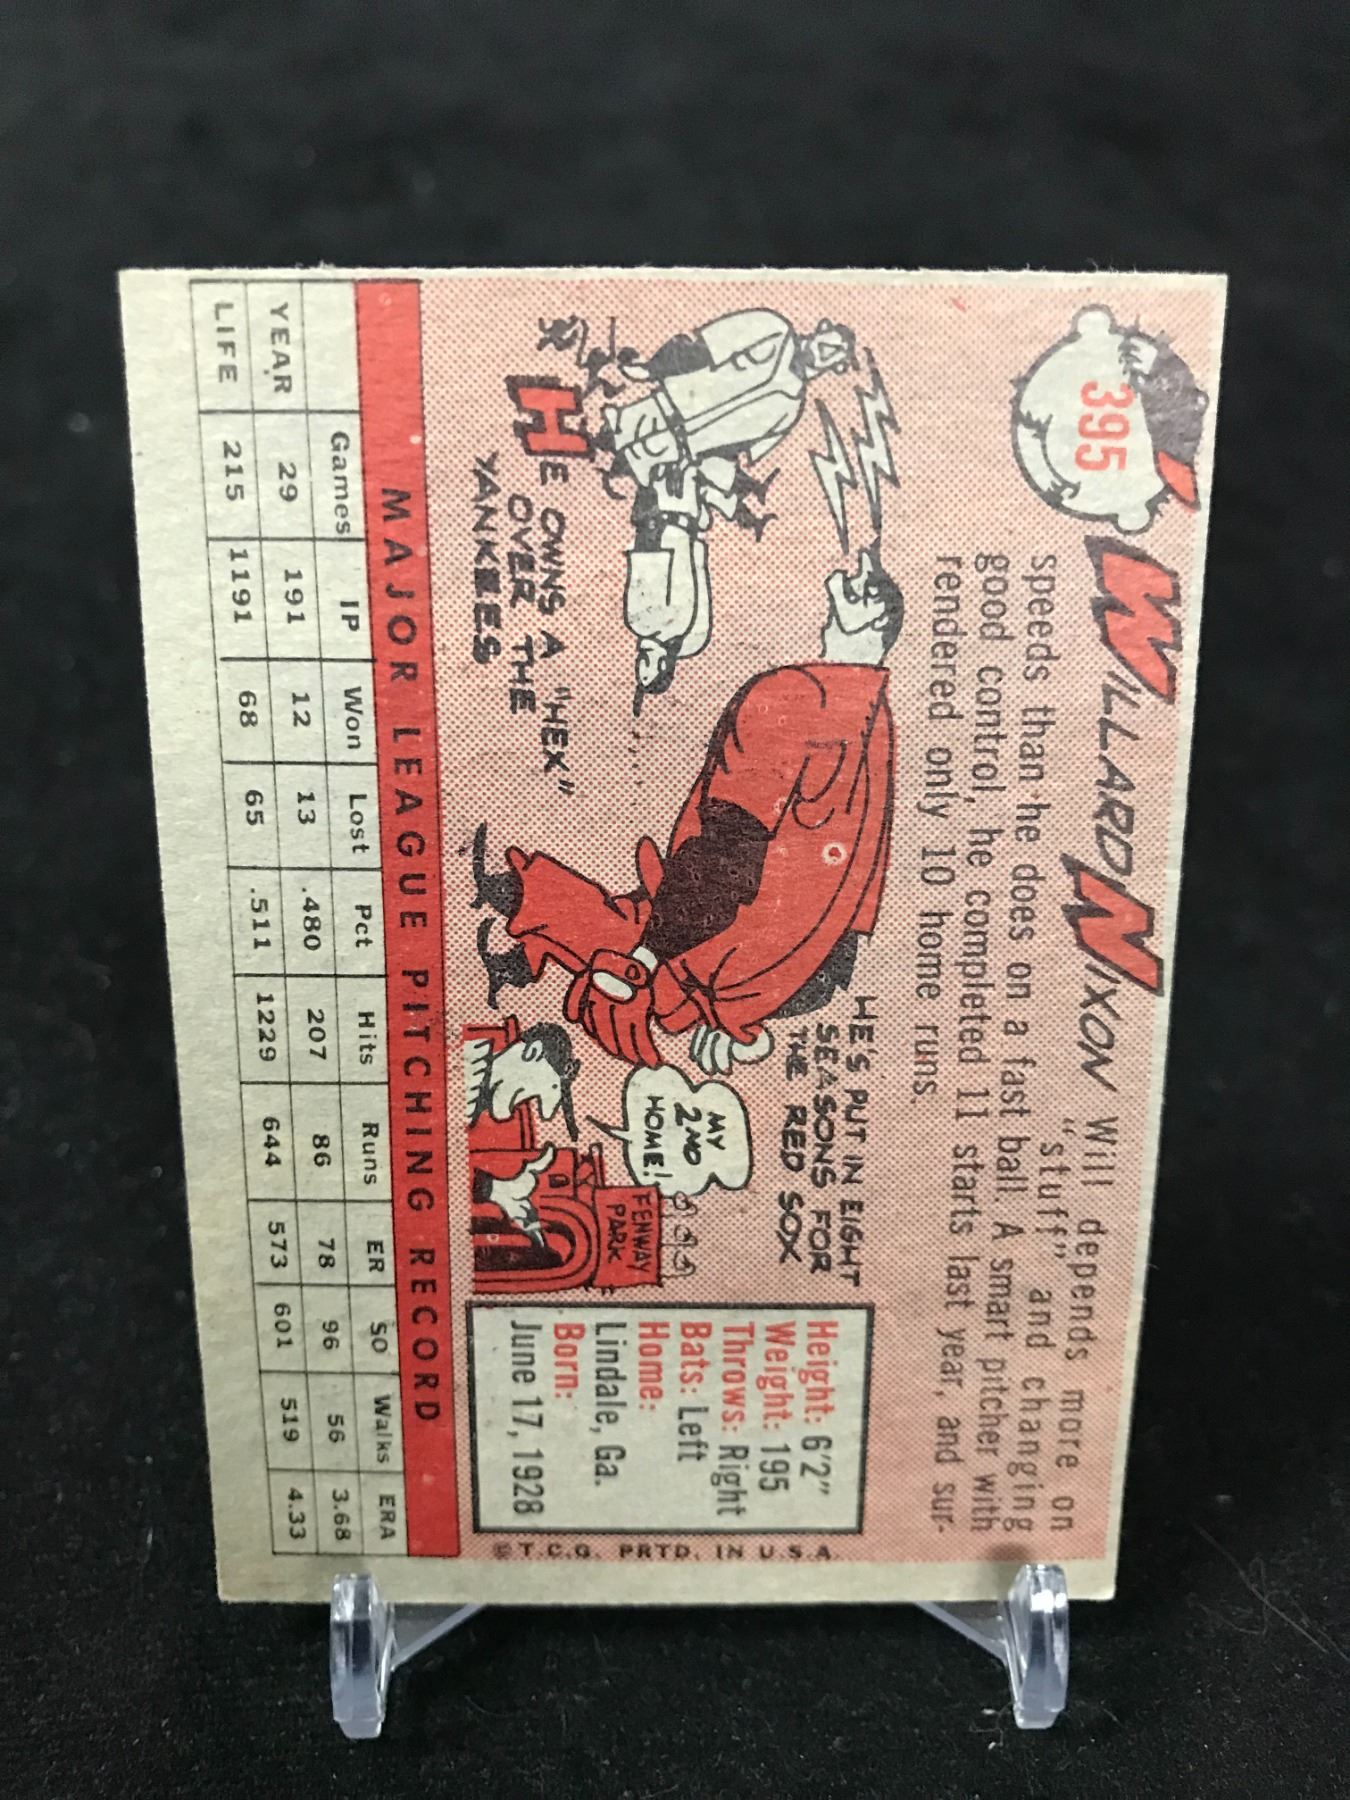 395
WILLARD NIXON
Will depends more on
"stuff" and changing
speeds than he does on a fast ball. A smart pitcher with
good control, he completed 11 starts last year, and sur-
rendered only 10 home runs.
HE'S PUT IN EIGHT
SEASONS FOR
THE RED SOX
MY
2ND
HOME!
FENWAY
PARK
HE OWNS A "HEX"
OVER THE
YANKEES
Height: 6'2"
Weight: 195
Throws: Right
Bats: Left
Home:
Lindale, Ga.
Born:
June 17, 1928
©T.C.G. PRTD. IN U.S.A.
MAJOR LEAGUE PITCHING RECORD
Games IP Won Lost Pct Hits Runs ER SO Walks ERA
YEAR 29 191 12 13 .480 207 86 78 96 56 3.68
LIFE 215 1191 68 65 .511 1229 644 573 601 519 4.33